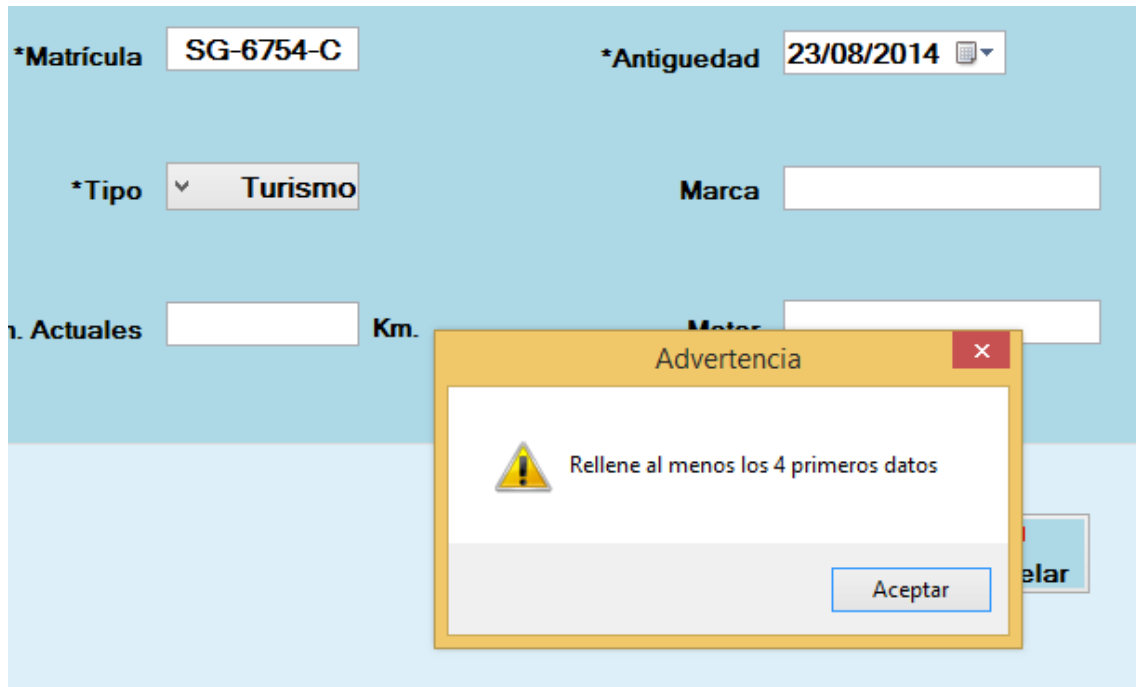 *Matrícula SG-6754-C *Antiguedad 23/08/2014
*Tipo Turismo Marca
. Actuales Km. Motor
Advertencia
Rellene al menos los 4 primeros datos
Aceptar
elar